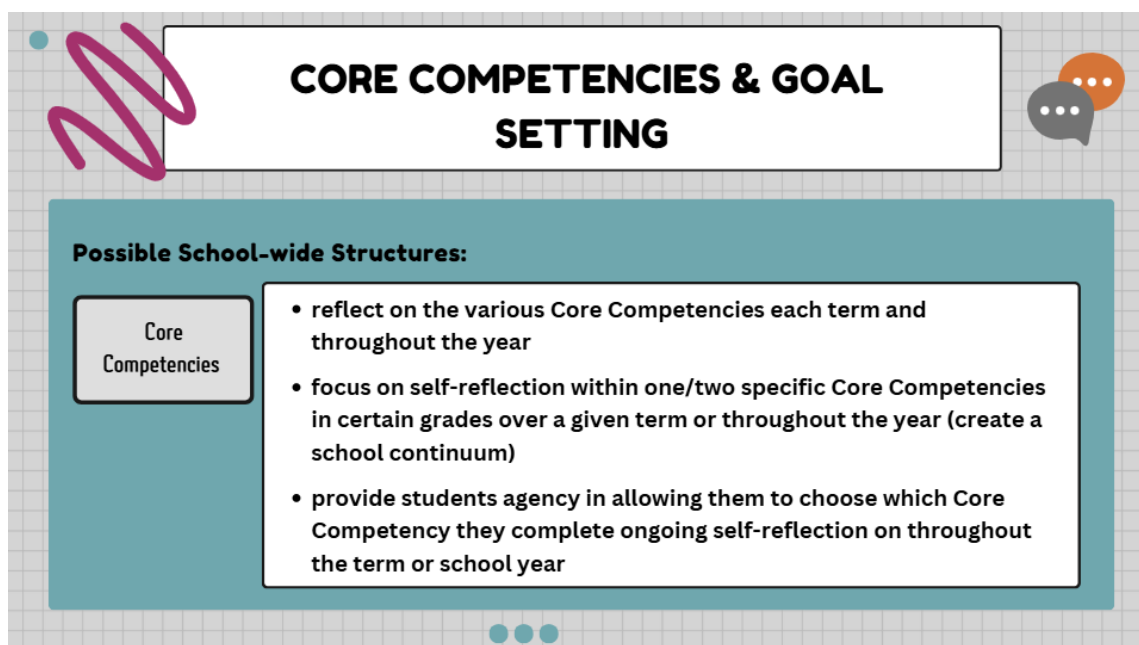 CORE COMPETENCIES & GOAL
SETTING
Possible School-wide Structures:
Core
Competencies
• reflect on the various Core Competencies each term and
throughout the year
• focus on self-reflection within one/two specific Core Competencies
in certain grades over a given term or throughout the year (create a
school continuum)
• provide students agency in allowing them to choose which Core
Competency they complete ongoing self-reflection on throughout
the term or school year